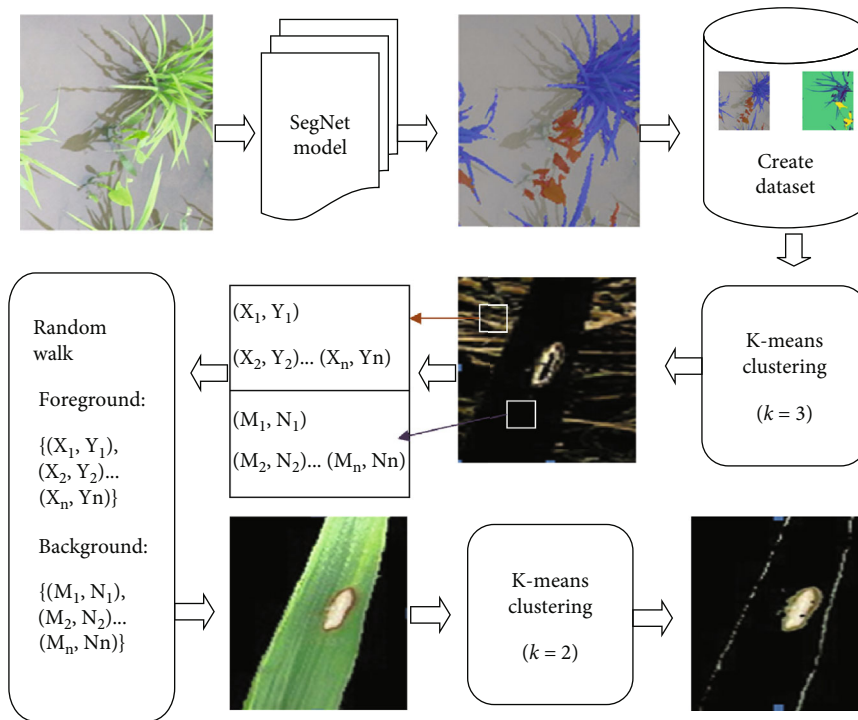 SegNet
model
Create
dataset
K-means
clustering
(k = 3)
(X₁, Y₁)
(X₂, Y₂)... (Xₙ, Yn)
(M₁, N₁)
(M₂, N₂)... (Mₙ, Nn)
Random
walk
Foreground:
{(X₁, Y₁),
(X₂, Y₂)...
(Xₙ, Yn)}
Background:
{(M₁, N₁),
(M₂, N₂)...
(Mₙ, Nn)}
K-means
clustering
(k = 2)